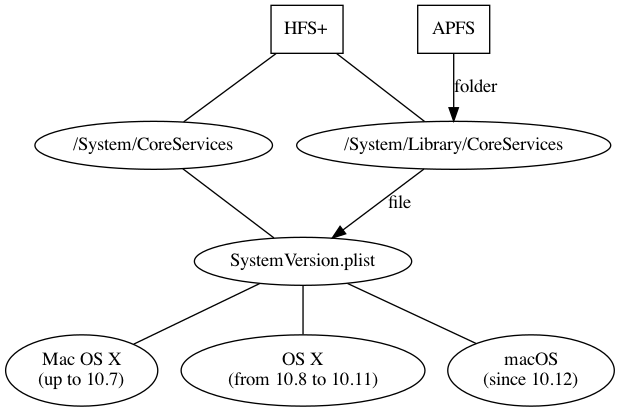 HFS+
APFS
folder
/System/CoreServices
/System/Library/CoreServices
file
SystemVersion.plist
Mac OS X
(up to 10.7)
OS X
(from 10.8 to 10.11)
macOS
(since 10.12)